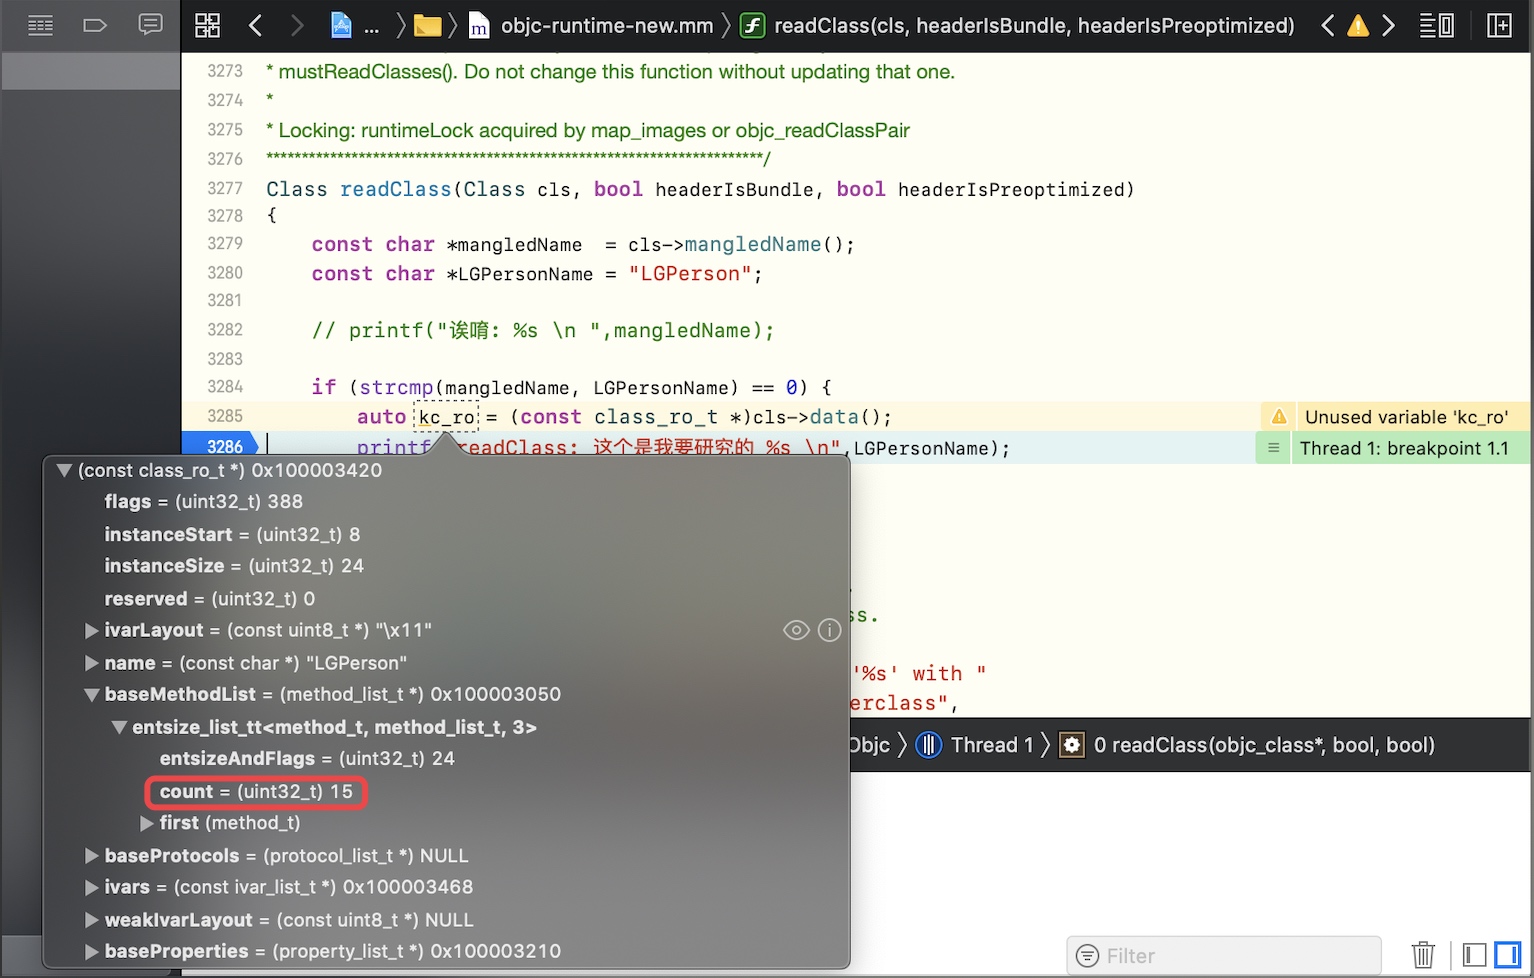 ... objc-runtime-new.mm readClass(cls, headerIsBundle, headerIsPreoptimized)
3273 * mustReadClasses(). Do not change this function without updating that one.
3274 *
3275 * Locking: runtimeLock acquired by map_images or objc_readClassPair
3276 **********************************************************************/
3277 Class readClass(Class cls, bool headerIsBundle, bool headerIsPreoptimized)
3278 {
3279 const char *mangledName = cls->mangledName();
3280 const char *LGPersonName = "LGPerson";
3281
3282 // printf("诶唷: %s \n ",mangledName);
3283
3284 if (strcmp(mangledName, LGPersonName) == 0) {
3285 auto kc_ro = (const class_ro_t *)cls->data(); Unused variable 'kc_ro'
3286 printf readClass: 这个是我要研究的 %s \n",LGPersonName); Thread 1: breakpoint 1.1
(const class_ro_t *) 0x100003420
flags = (uint32_t) 388
instanceStart = (uint32_t) 8
instanceSize = (uint32_t) 24
reserved = (uint32_t) 0
ss.
ivarLayout = (const uint8_t *) "\x11"
name = (const char *) "LGPerson"
'%s' with "
baseMethodList = (method_list_t *) 0x100003050
erclass",
entsize_list_tt<method_t, method_list_t, 3>
Objc Thread 1 0 readClass(objc_class*, bool, bool)
entsizeAndFlags = (uint32_t) 24
count = (uint32_t) 15
first (method_t)
baseProtocols = (protocol_list_t *) NULL
ivars = (const ivar_list_t *) 0x100003468
weakIvarLayout = (const uint8_t *) NULL
baseProperties = (property_list_t *) 0x100003210
Filter